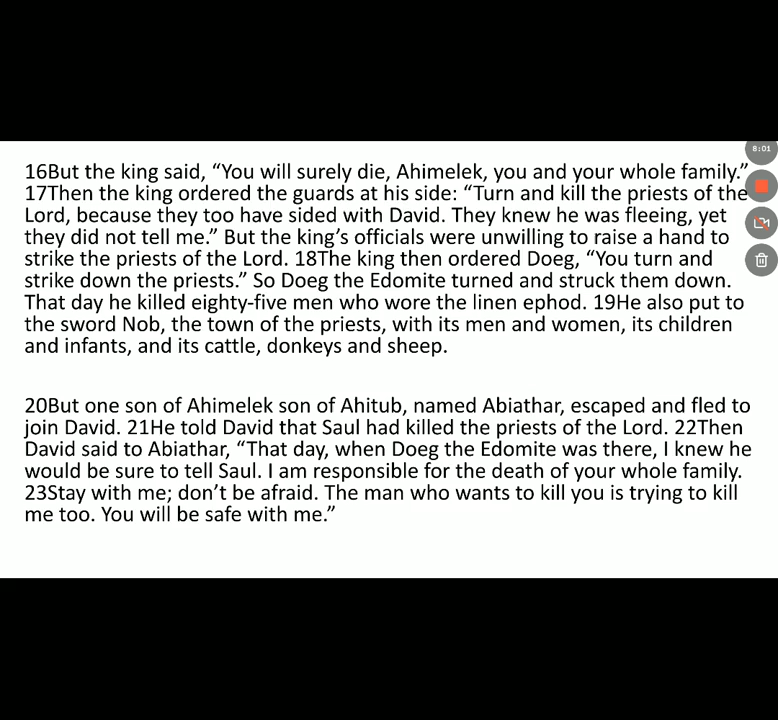 8:01
16But the king said, “You will surely die, Ahimelek, you and your whole family.”
17Then the king ordered the guards at his side: “Turn and kill the priests of the
Lord, because they too have sided with David. They knew he was fleeing, yet
they did not tell me.” But the king’s officials were unwilling to raise a hand to
strike the priests of the Lord. 18The king then ordered Doeg, “You turn and
strike down the priests.” So Doeg the Edomite turned and struck them down.
That day he killed eighty-five men who wore the linen ephod. 19He also put to
the sword Nob, the town of the priests, with its men and women, its children
and infants, and its cattle, donkeys and sheep.
20But one son of Ahimelek son of Ahitub, named Abiathar, escaped and fled to
join David. 21He told David that Saul had killed the priests of the Lord. 22Then
David said to Abiathar, “That day, when Doeg the Edomite was there, I knew he
would be sure to tell Saul. I am responsible for the death of your whole family.
23Stay with me; don’t be afraid. The man who wants to kill you is trying to kill
me too. You will be safe with me.”